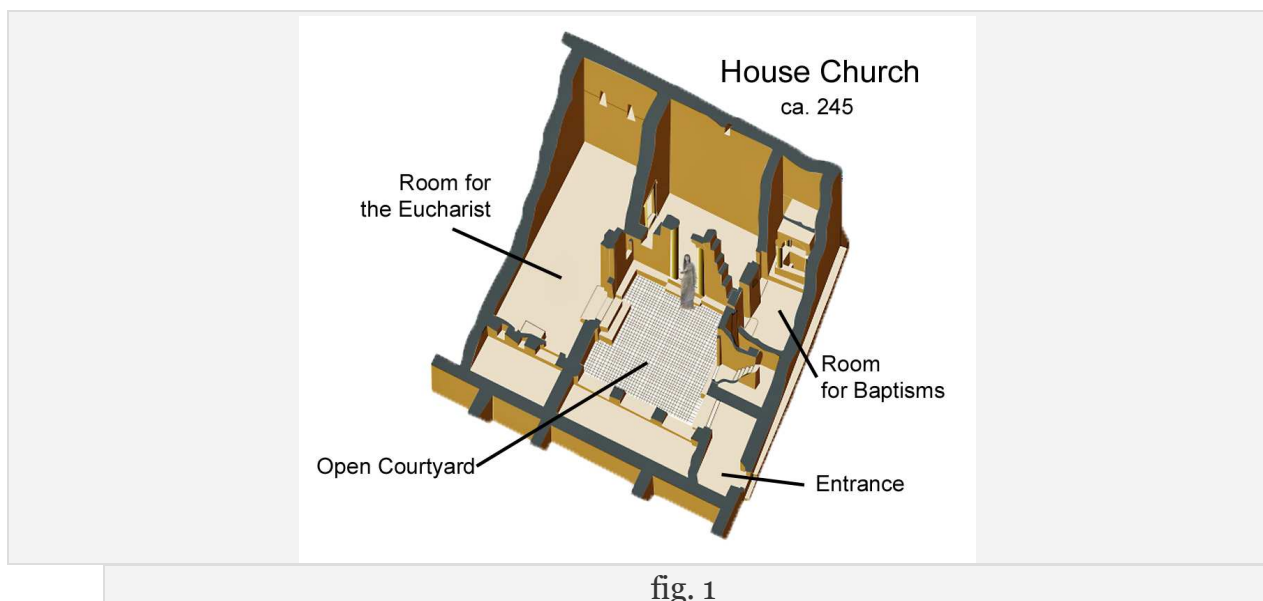 House Church
ca. 245
Room for
the Eucharist
Room
for Baptisms
Open Courtyard
Entrance
fig. 1